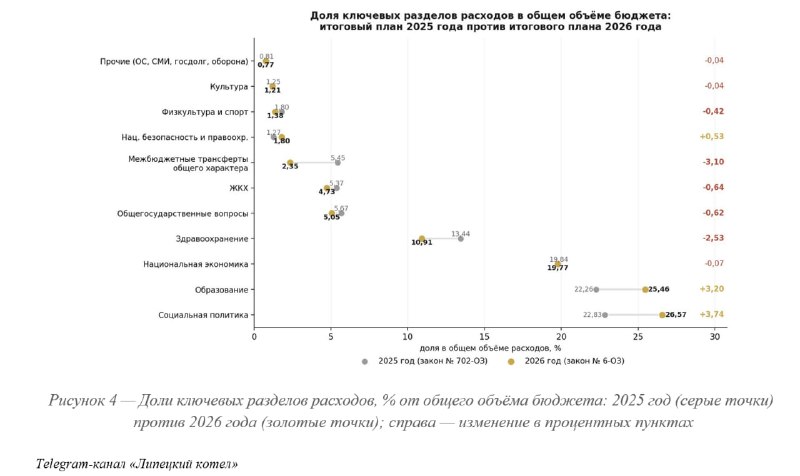 Доля ключевых разделов расходов в общем объёме бюджета:
итоговый план 2025 года против итогового плана 2026 года
Прочие (ОС, СМИ, госдолг, оборона)
0,81
0,77
-0,04
Культура
1,25
1,21
-0,04
Физкультура и спорт
1,80
1,38
-0,42
Нац. безопасность и правоохр.
1,27
1,80
+0,53
Межбюджетные трансферты
общего характера
5,45
2,35
-3,10
ЖКХ
5,37
4,73
-0,64
Общегосударственные вопросы
5,67
5,05
-0,62
Здравоохранение
13,44
10,91
-2,53
Национальная экономика
19,84
19,77
-0,07
Образование
22,26
25,46
+3,20
Социальная политика
22,83
26,57
+3,74
0 5 10 15 20 25 30
доля в общем объёме расходов, %
2025 год (закон № 702-ОЗ) 2026 год (закон № 6-ОЗ)
Рисунок 4 — Доли ключевых разделов расходов, % от общего объёма бюджета: 2025 год (серые точки)
против 2026 года (золотые точки); справа — изменение в процентных пунктах
Telegram-канал «Липецкий котел»